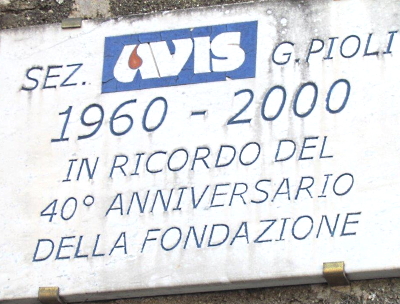 SEZ. AVIS G. PIOLI
1960 - 2000
IN RICORDO DEL
40° ANNIVERSARIO
DELLA FONDAZIONE